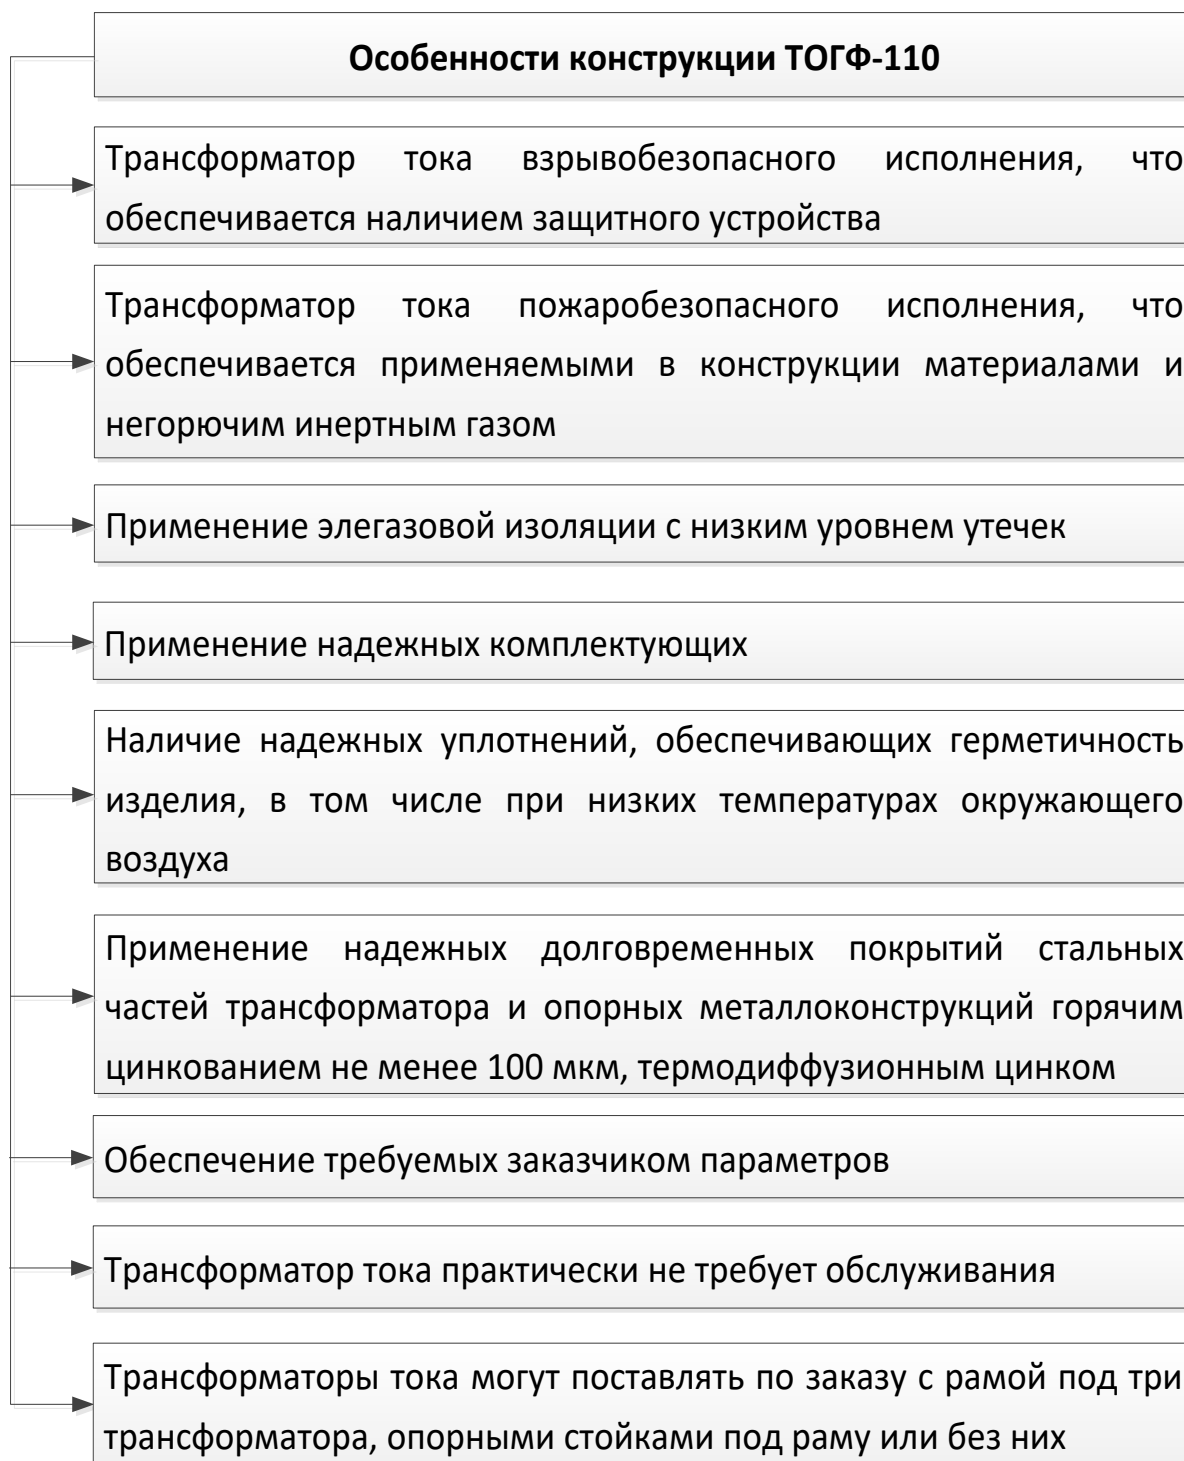 Особенности конструкции ТОГФ-110
Трансформатор тока взрывобезопасного исполнения, что
обеспечивается наличием защитного устройства
Трансформатор тока пожаробезопасного исполнения, что
обеспечивается применяемыми в конструкции материалами и
негорючим инертным газом
Применение элегазовой изоляции с низким уровнем утечек
Применение надежных комплектующих
Наличие надежных уплотнений, обеспечивающих герметичность
изделия, в том числе при низких температурах окружающего
воздуха
Применение надежных долговременных покрытий стальных
частей трансформатора и опорных металлоконструкций горячим
цинкованием не менее 100 мкм, термодиффузионным цинком
Обеспечение требуемых заказчиком параметров
Трансформатор тока практически не требует обслуживания
Трансформаторы тока могут поставлять по заказу с рамой под три
трансформатора, опорными стойками под раму или без них